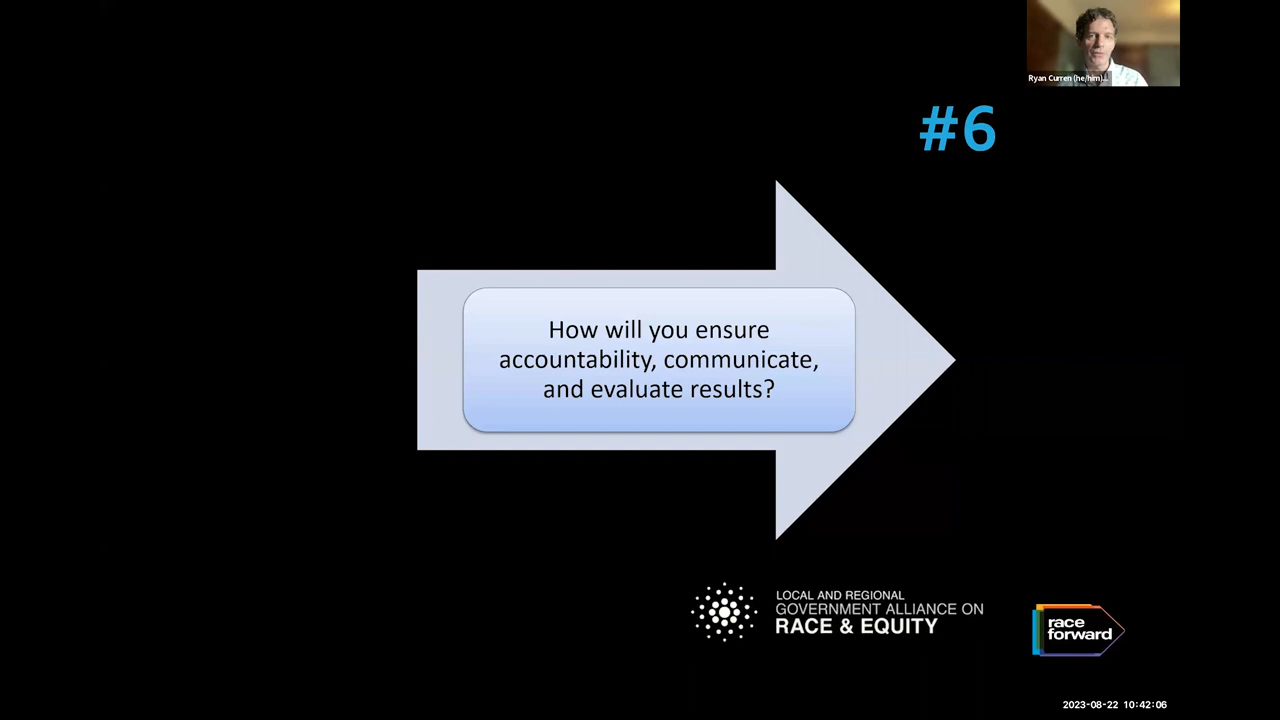 Ryan Curren (he/him)...
#6
How will you ensure
accountability, communicate,
and evaluate results?
LOCAL AND REGIONAL
GOVERNMENT ALLIANCE ON
RACE & EQUITY
race
forward
2023-08-22 10:42:06